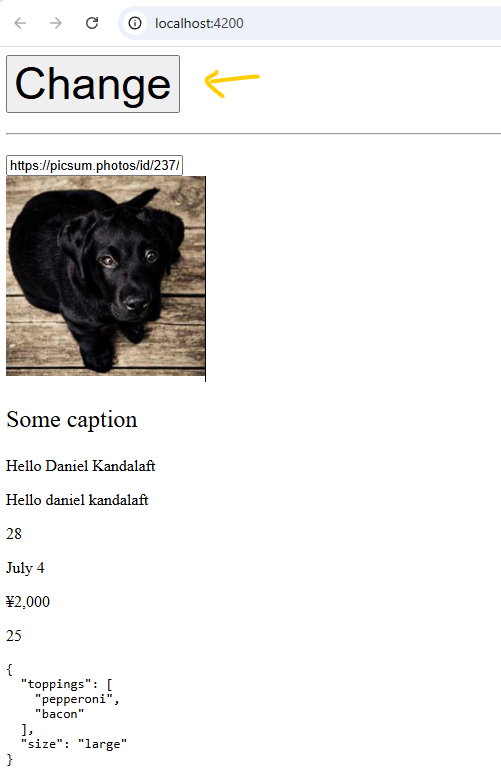 localhost:4200
Change
https://picsum.photos/id/237/
Some caption
Hello Daniel Kandalaft
Hello daniel kandalaft
28
July 4
¥2,000
25
{
  "toppings": [
    "pepperoni",
    "bacon"
  ],
  "size": "large"
}